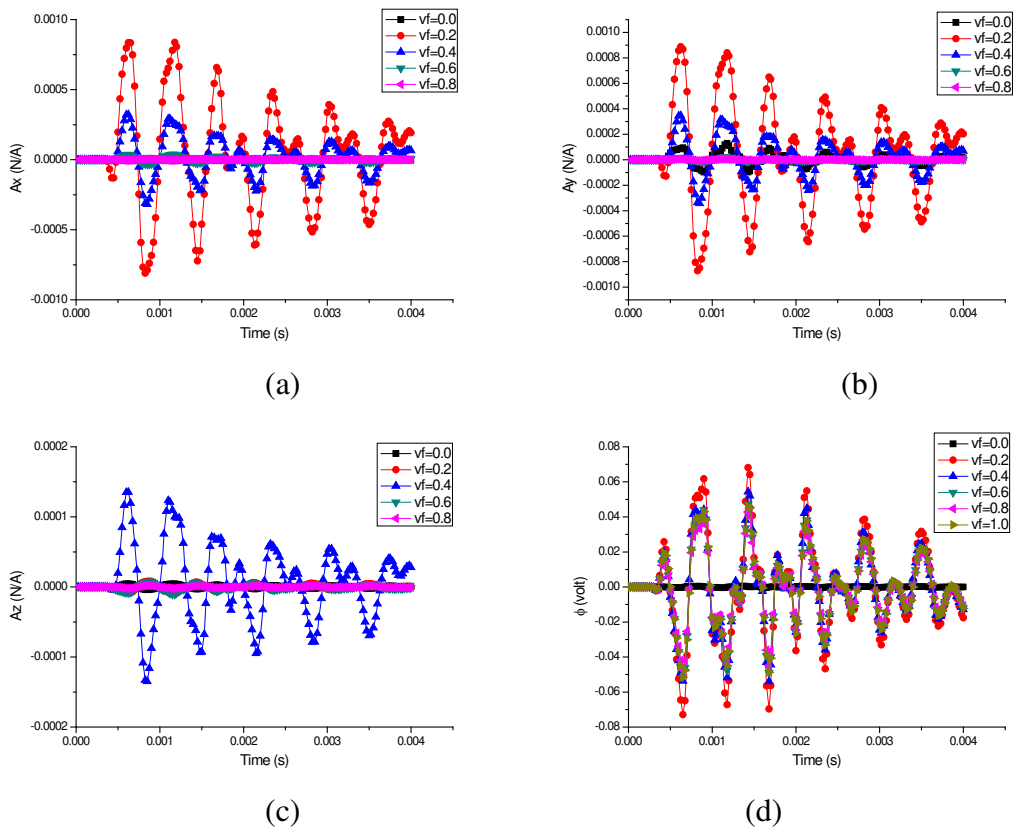 0.0010
0.0005
0.0000
-0.0005
-0.0010
Ax (N/A)
0.000
0.001
0.002
0.003
0.004
Time (s)
vf=0.0
vf=0.2
vf=0.4
vf=0.6
vf=0.8
(a)
0.0010
0.0008
0.0006
0.0004
0.0002
0.0000
-0.0002
-0.0004
-0.0006
-0.0008
-0.0010
Ay (N/A)
0.000
0.001
0.002
0.003
0.004
Time (s)
vf=0.0
vf=0.2
vf=0.4
vf=0.6
vf=0.8
(b)
0.0002
0.0001
0.0000
-0.0001
-0.0002
Az (N/A)
0.000
0.001
0.002
0.003
0.004
Time (s)
vf=0.0
vf=0.2
vf=0.4
vf=0.6
vf=0.8
(c)
0.08
0.06
0.04
0.02
0.00
-0.02
-0.04
-0.06
-0.08
ϕ (volt)
0.000
0.001
0.002
0.003
0.004
Time (s)
vf=0.0
vf=0.2
vf=0.4
vf=0.6
vf=0.8
vf=1.0
(d)